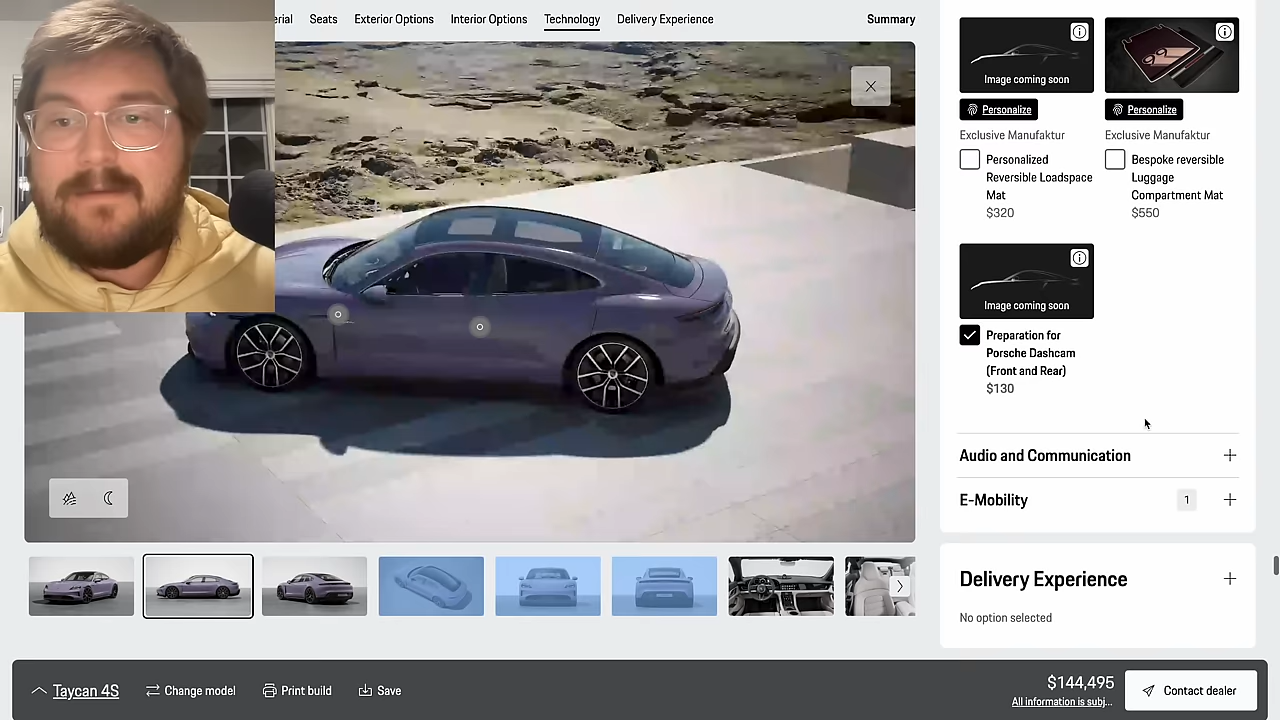 erial
Seats
Exterior Options
Interior Options
Technology
Delivery Experience
Summary
Image coming soon
Personalize
Exclusive Manufaktur
Personalized
Reversible Loadspace
Mat
$320
Personalize
Exclusive Manufaktur
Bespoke reversible
Luggage
Compartment Mat
$550
Image coming soon
Preparation for
Porsche Dashcam
(Front and Rear)
$130
Audio and Communication
E-Mobility
1
Delivery Experience
No option selected
Taycan 4S
Change model
Print build
Save
$144,495
All information is subj...
Contact dealer